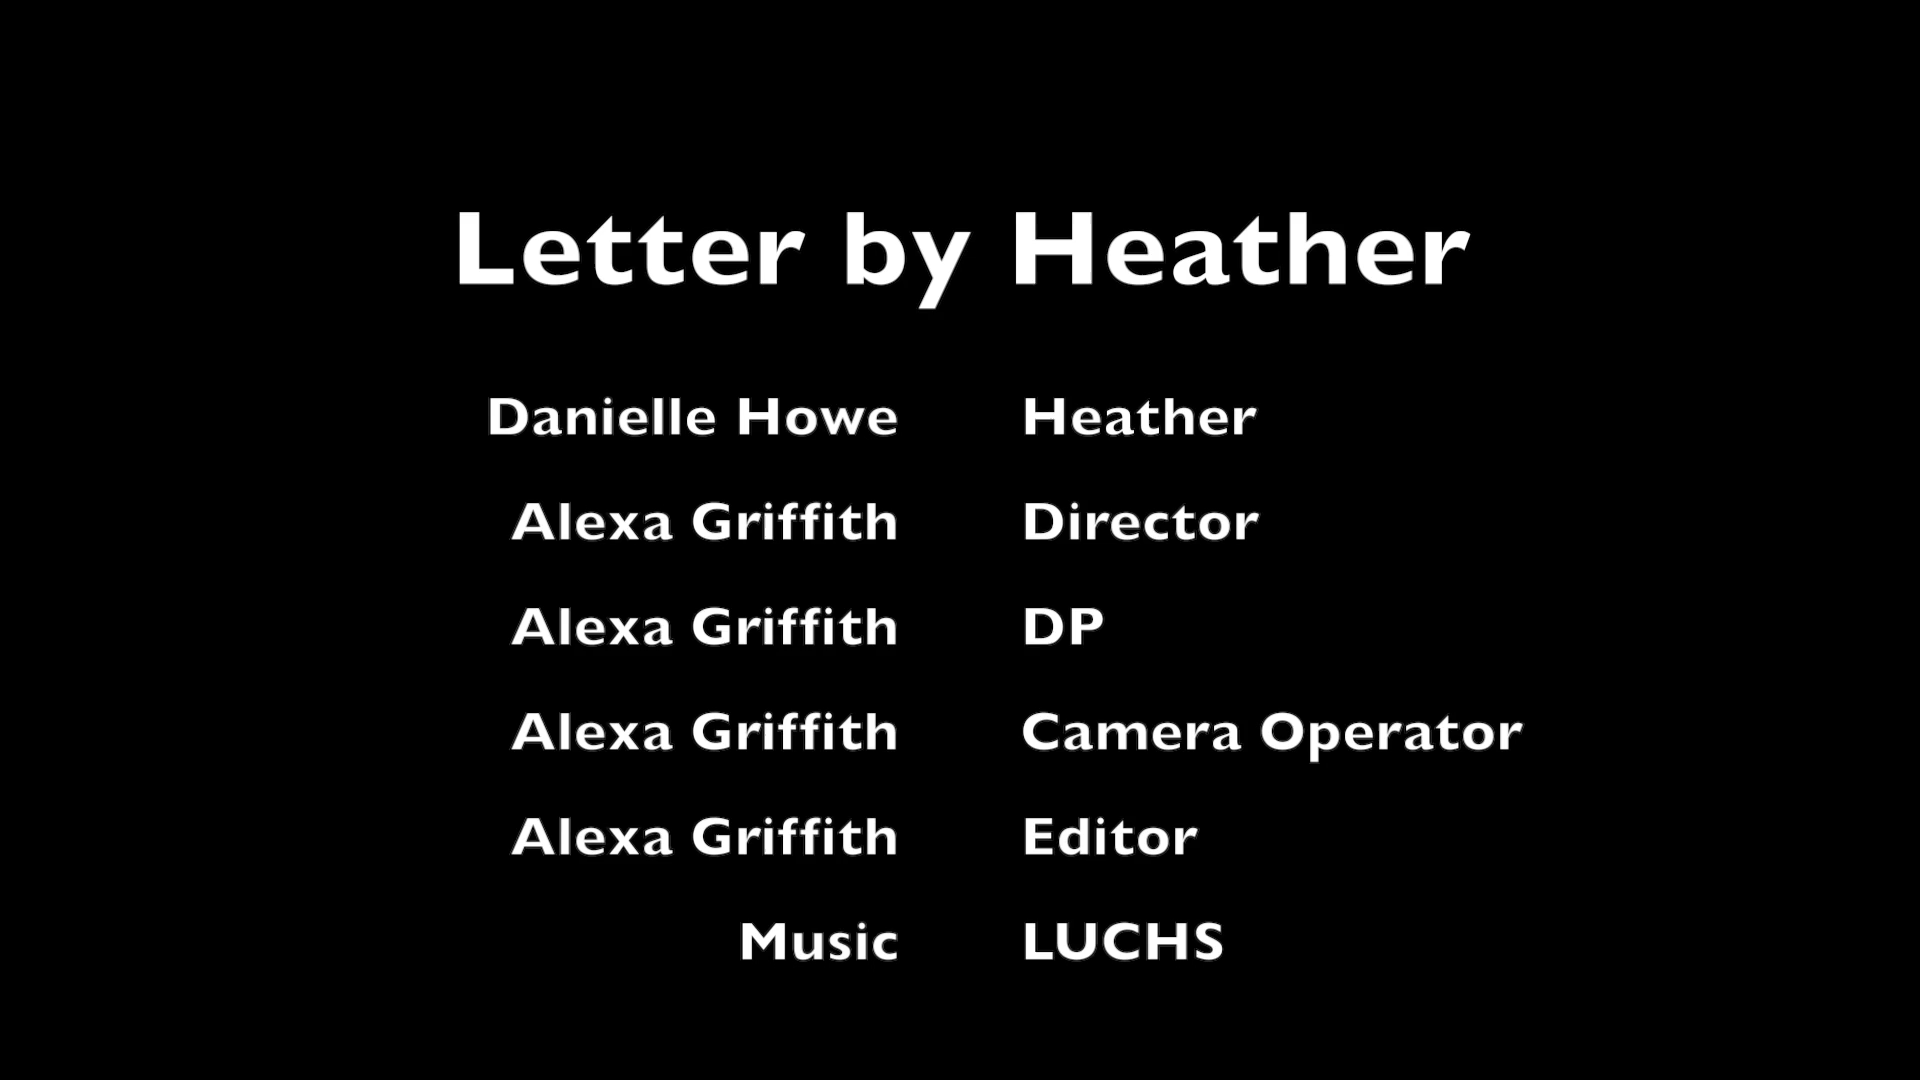 Letter by Heather
Danielle Howe Heather
Alexa Griffith Director
Alexa Griffith DP
Alexa Griffith Camera Operator
Alexa Griffith Editor
Music LUCHS